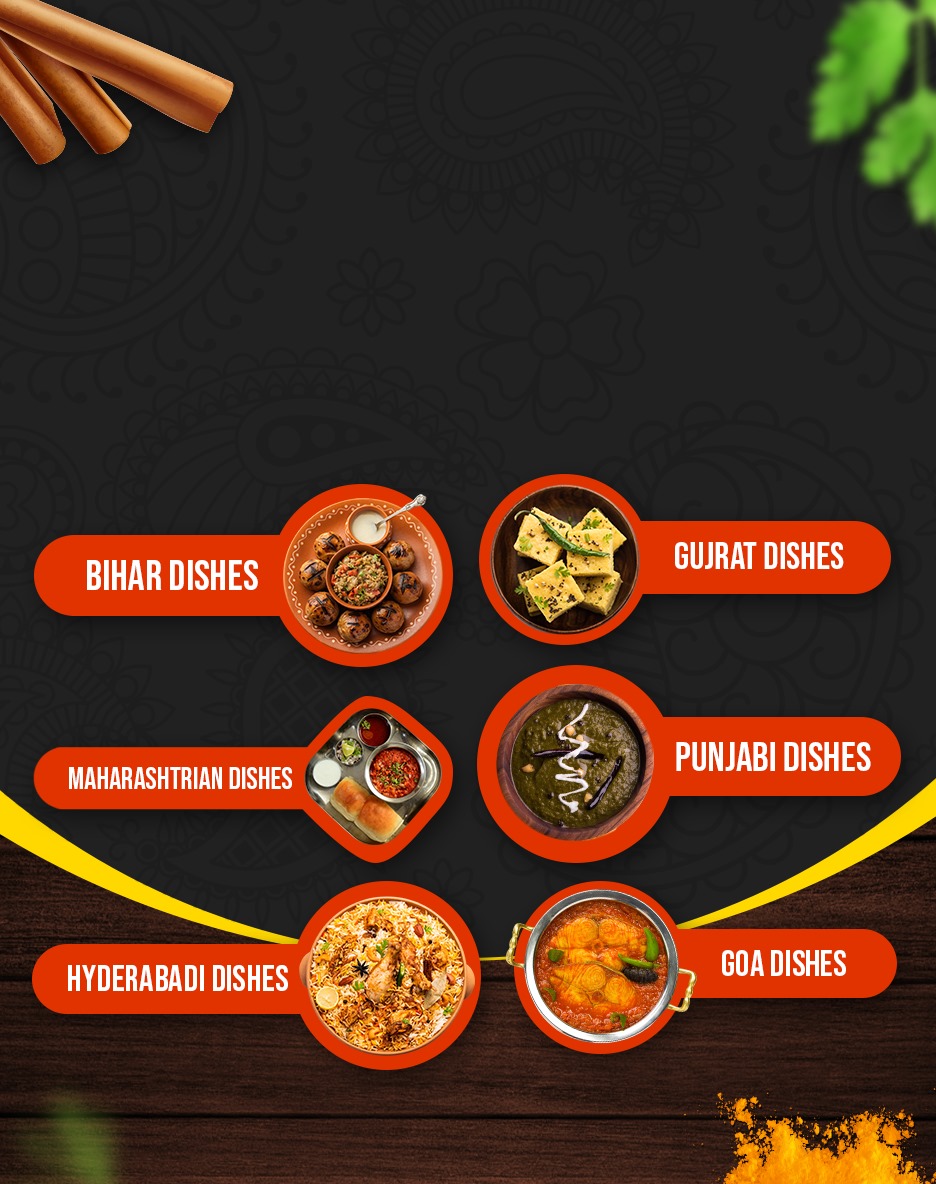 BIHAR DISHES
GUJRAT DISHES
MAHARASHTRIAN DISHES
PUNJABI DISHES
HYDERABADI DISHES
GOA DISHES